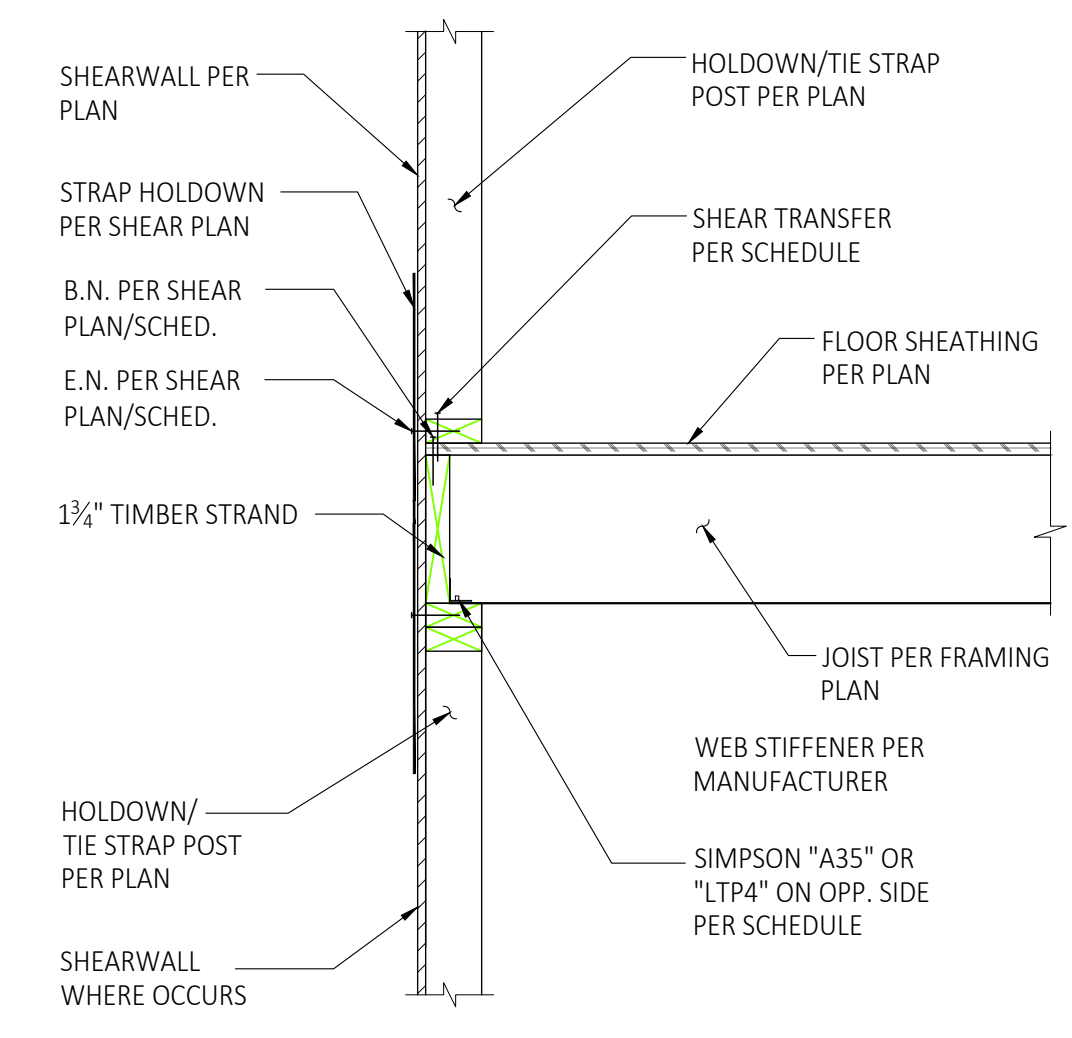 SHEARWALL PER
PLAN
STRAP HOLDOWN
PER SHEAR PLAN
B.N. PER SHEAR
PLAN/SCHED.
E.N. PER SHEAR
PLAN/SCHED.
1¾" TIMBER STRAND
HOLDOWN/
TIE STRAP POST
PER PLAN
SHEARWALL
WHERE OCCURS
HOLDOWN/TIE STRAP
POST PER PLAN
SHEAR TRANSFER
PER SCHEDULE
FLOOR SHEATHING
PER PLAN
JOIST PER FRAMING
PLAN
WEB STIFFENER PER
MANUFACTURER
SIMPSON "A35" OR
"LTP4" ON OPP. SIDE
PER SCHEDULE